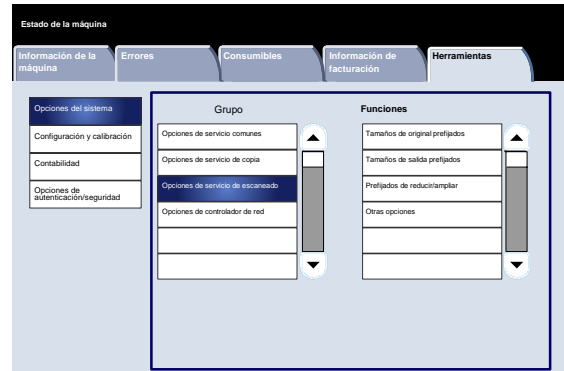 Estado de la máquina
Información de la
máquina
Errores
Consumibles
Información de
facturación
Herramientas
Opciones del sistema
Configuración y calibración
Contabilidad
Opciones de
autenticación/seguridad
Grupo
Opciones de servicio comunes
Opciones de servicio de copia
Opciones de servicio de escaneado
Opciones de controlador de red
Funciones
Tamaños de original prefijados
Tamaños de salida prefijados
Prefijados de reducir/ampliar
Otras opciones